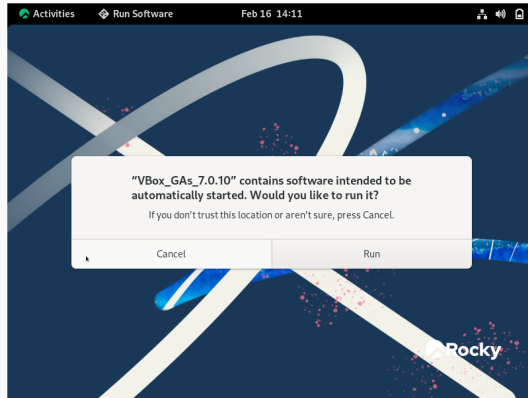 Activities Run Software Feb 16 14:11
“VBox_GAs_7.0.10” contains software intended to be
automatically started. Would you like to run it?
If you don’t trust this location or aren’t sure, press Cancel.
Cancel Run
Rocky